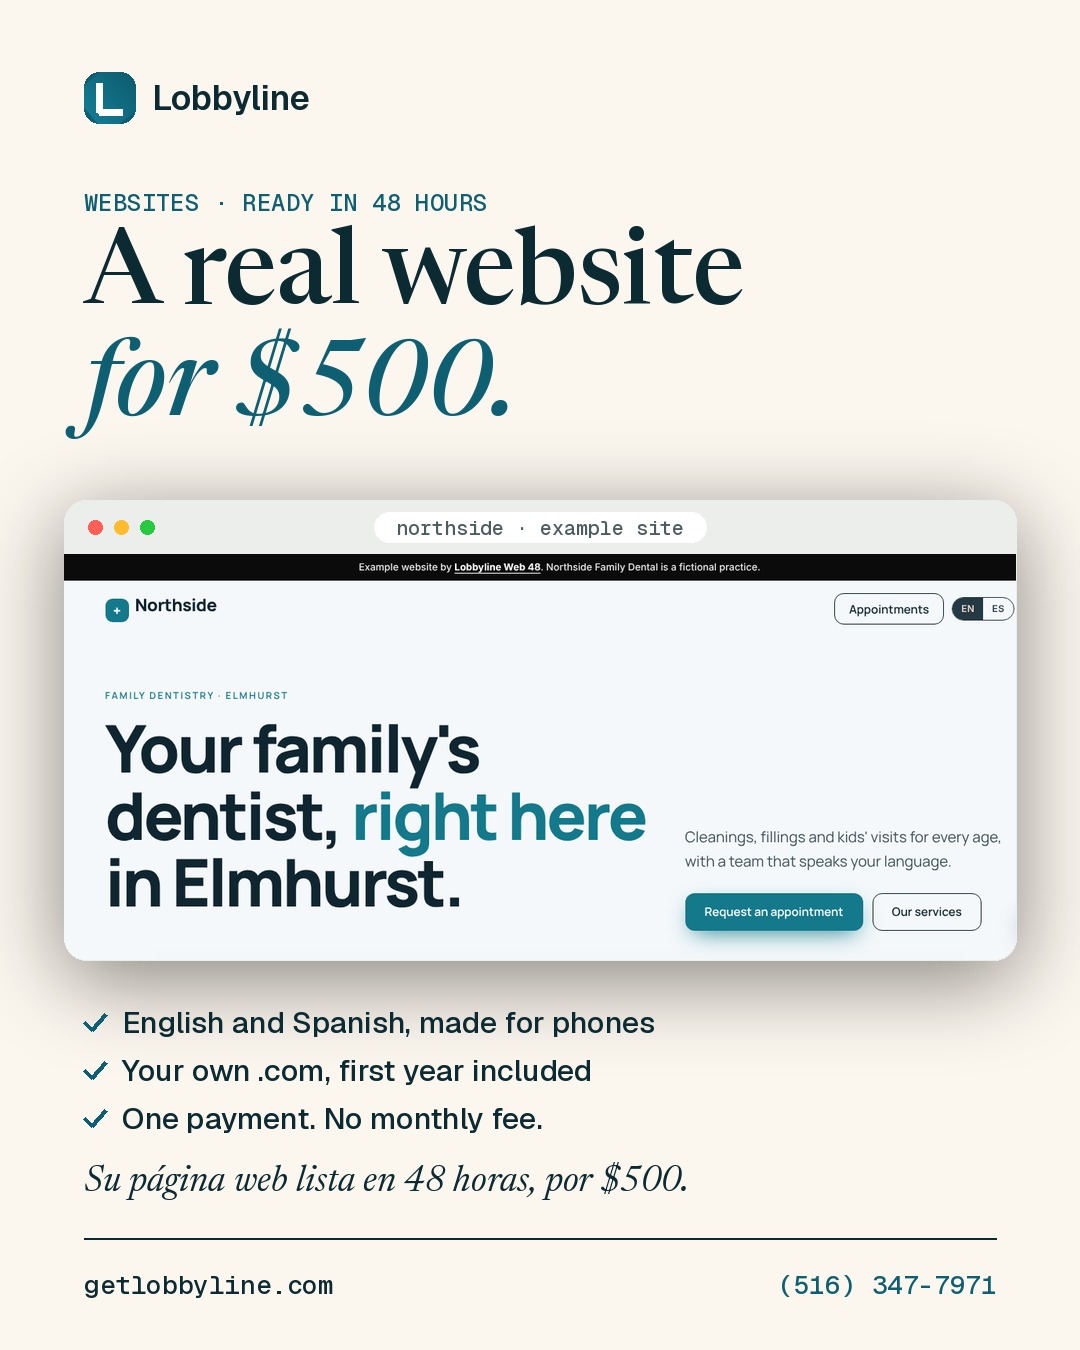 L Lobbyline
WEBSITES · READY IN 48 HOURS
A real website
for $500.
northside · example site
Example website by Lobbyline Web 48. Northside Family Dental is a fictional practice.
Northside
Appointments
EN ES
FAMILY DENTISTRY · ELMHURST
Your family's
dentist, right here
in Elmhurst.
Cleanings, fillings and kids' visits for every age,
with a team that speaks your language.
Request an appointment
Our services
English and Spanish, made for phones
Your own .com, first year included
One payment. No monthly fee.
Su página web lista en 48 horas, por $500.
getlobbyline.com
(516) 347-7971